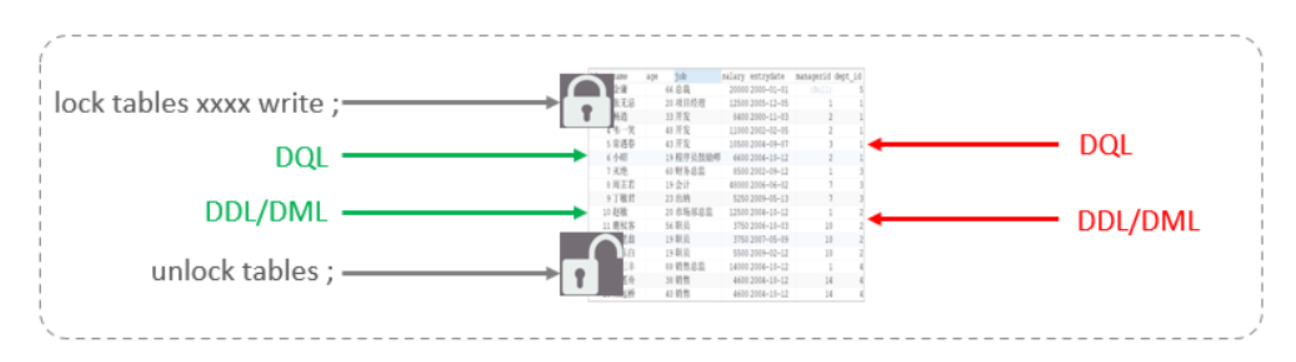 lock tables xxxx write ;
DQL
DDL/DML
unlock tables ;
name age job salary entrydate managerid dept_id
66 总裁 20000 2000-01-01 (Null) 5
张无忌 20 项目经理 12500 2005-12-05 1 1
杨逍 33 开发 8400 2000-11-03 2 1
韦一笑 48 开发 11000 2002-02-05 2 1
5 常遇春 43 开发 10500 2004-09-07 3 1
6 小昭 19 程序员鼓励师 6600 2004-10-12 2 1
7 灭绝 60 财务总监 8500 2002-09-12 1 3
8 周芷若 19 会计 48000 2006-06-02 7 3
9 丁敏君 23 出纳 5250 2009-05-13 7 3
10 赵敏 20 市场部总监 12500 2004-10-12 1 2
11 鹿杖客 56 职员 3750 2006-10-03 10 2
19 职员 3750 2007-05-09 10 2
19 职员 5500 2009-02-12 10 2
88 销售总监 14000 2004-10-12 1 4
38 销售 4600 2004-10-12 14 4
40 销售 4600 2004-10-12 14 4
DQL
DDL/DML